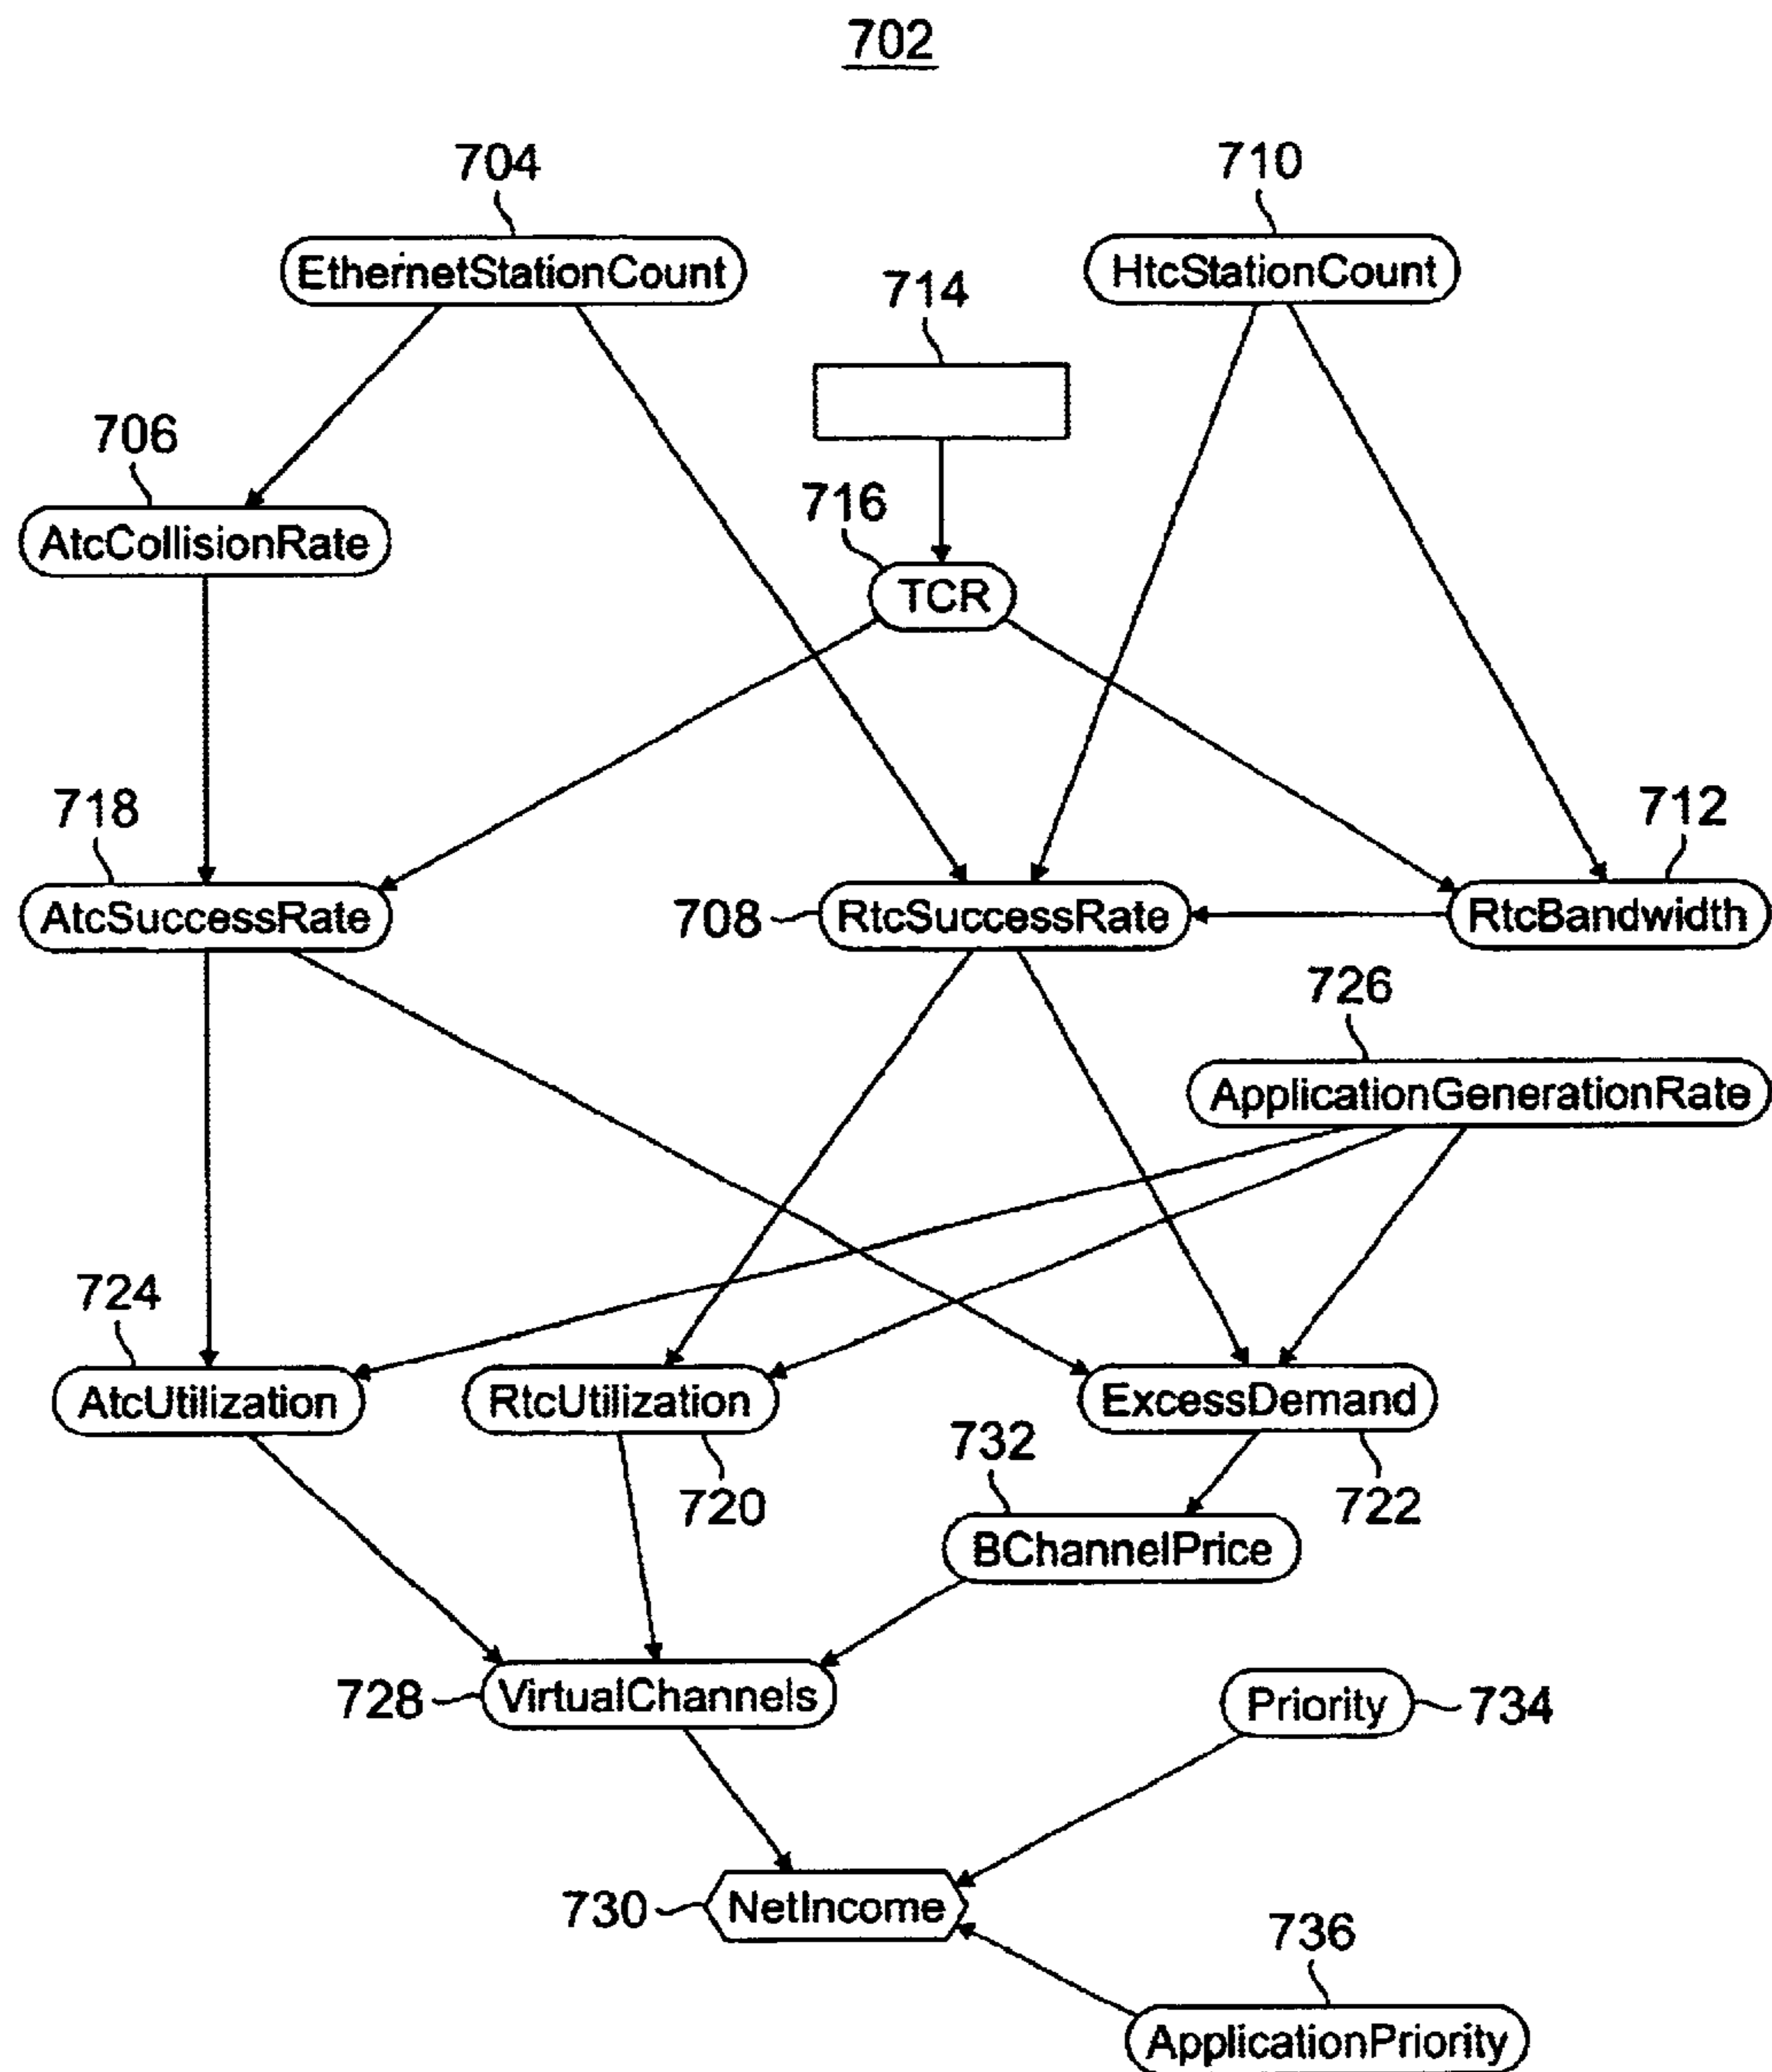 702
704
710
EthernetStationCount
HtcStationCount
714
706
716
AtcCollisionRate
TCR
718
712
AtcSuccessRate
708
RtcSuccessRate
RtcBandwidth
726
ApplicationGenerationRate
724
AtcUtilization
RtcUtilization
ExcessDemand
732
720
722
BChannelPrice
728
VirtualChannels
Priority
734
730
NetIncome
736
ApplicationPriority